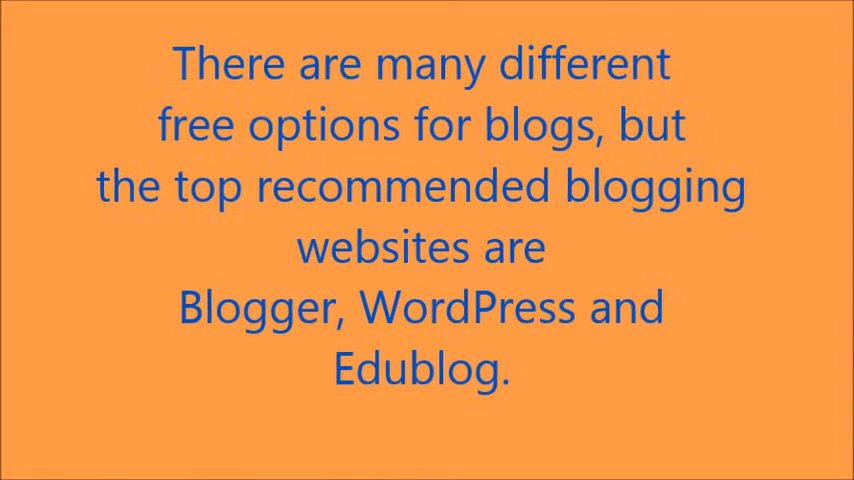 There are many different
free options for blogs, but
the top recommended blogging
websites are
Blogger, WordPress and
Edublog.